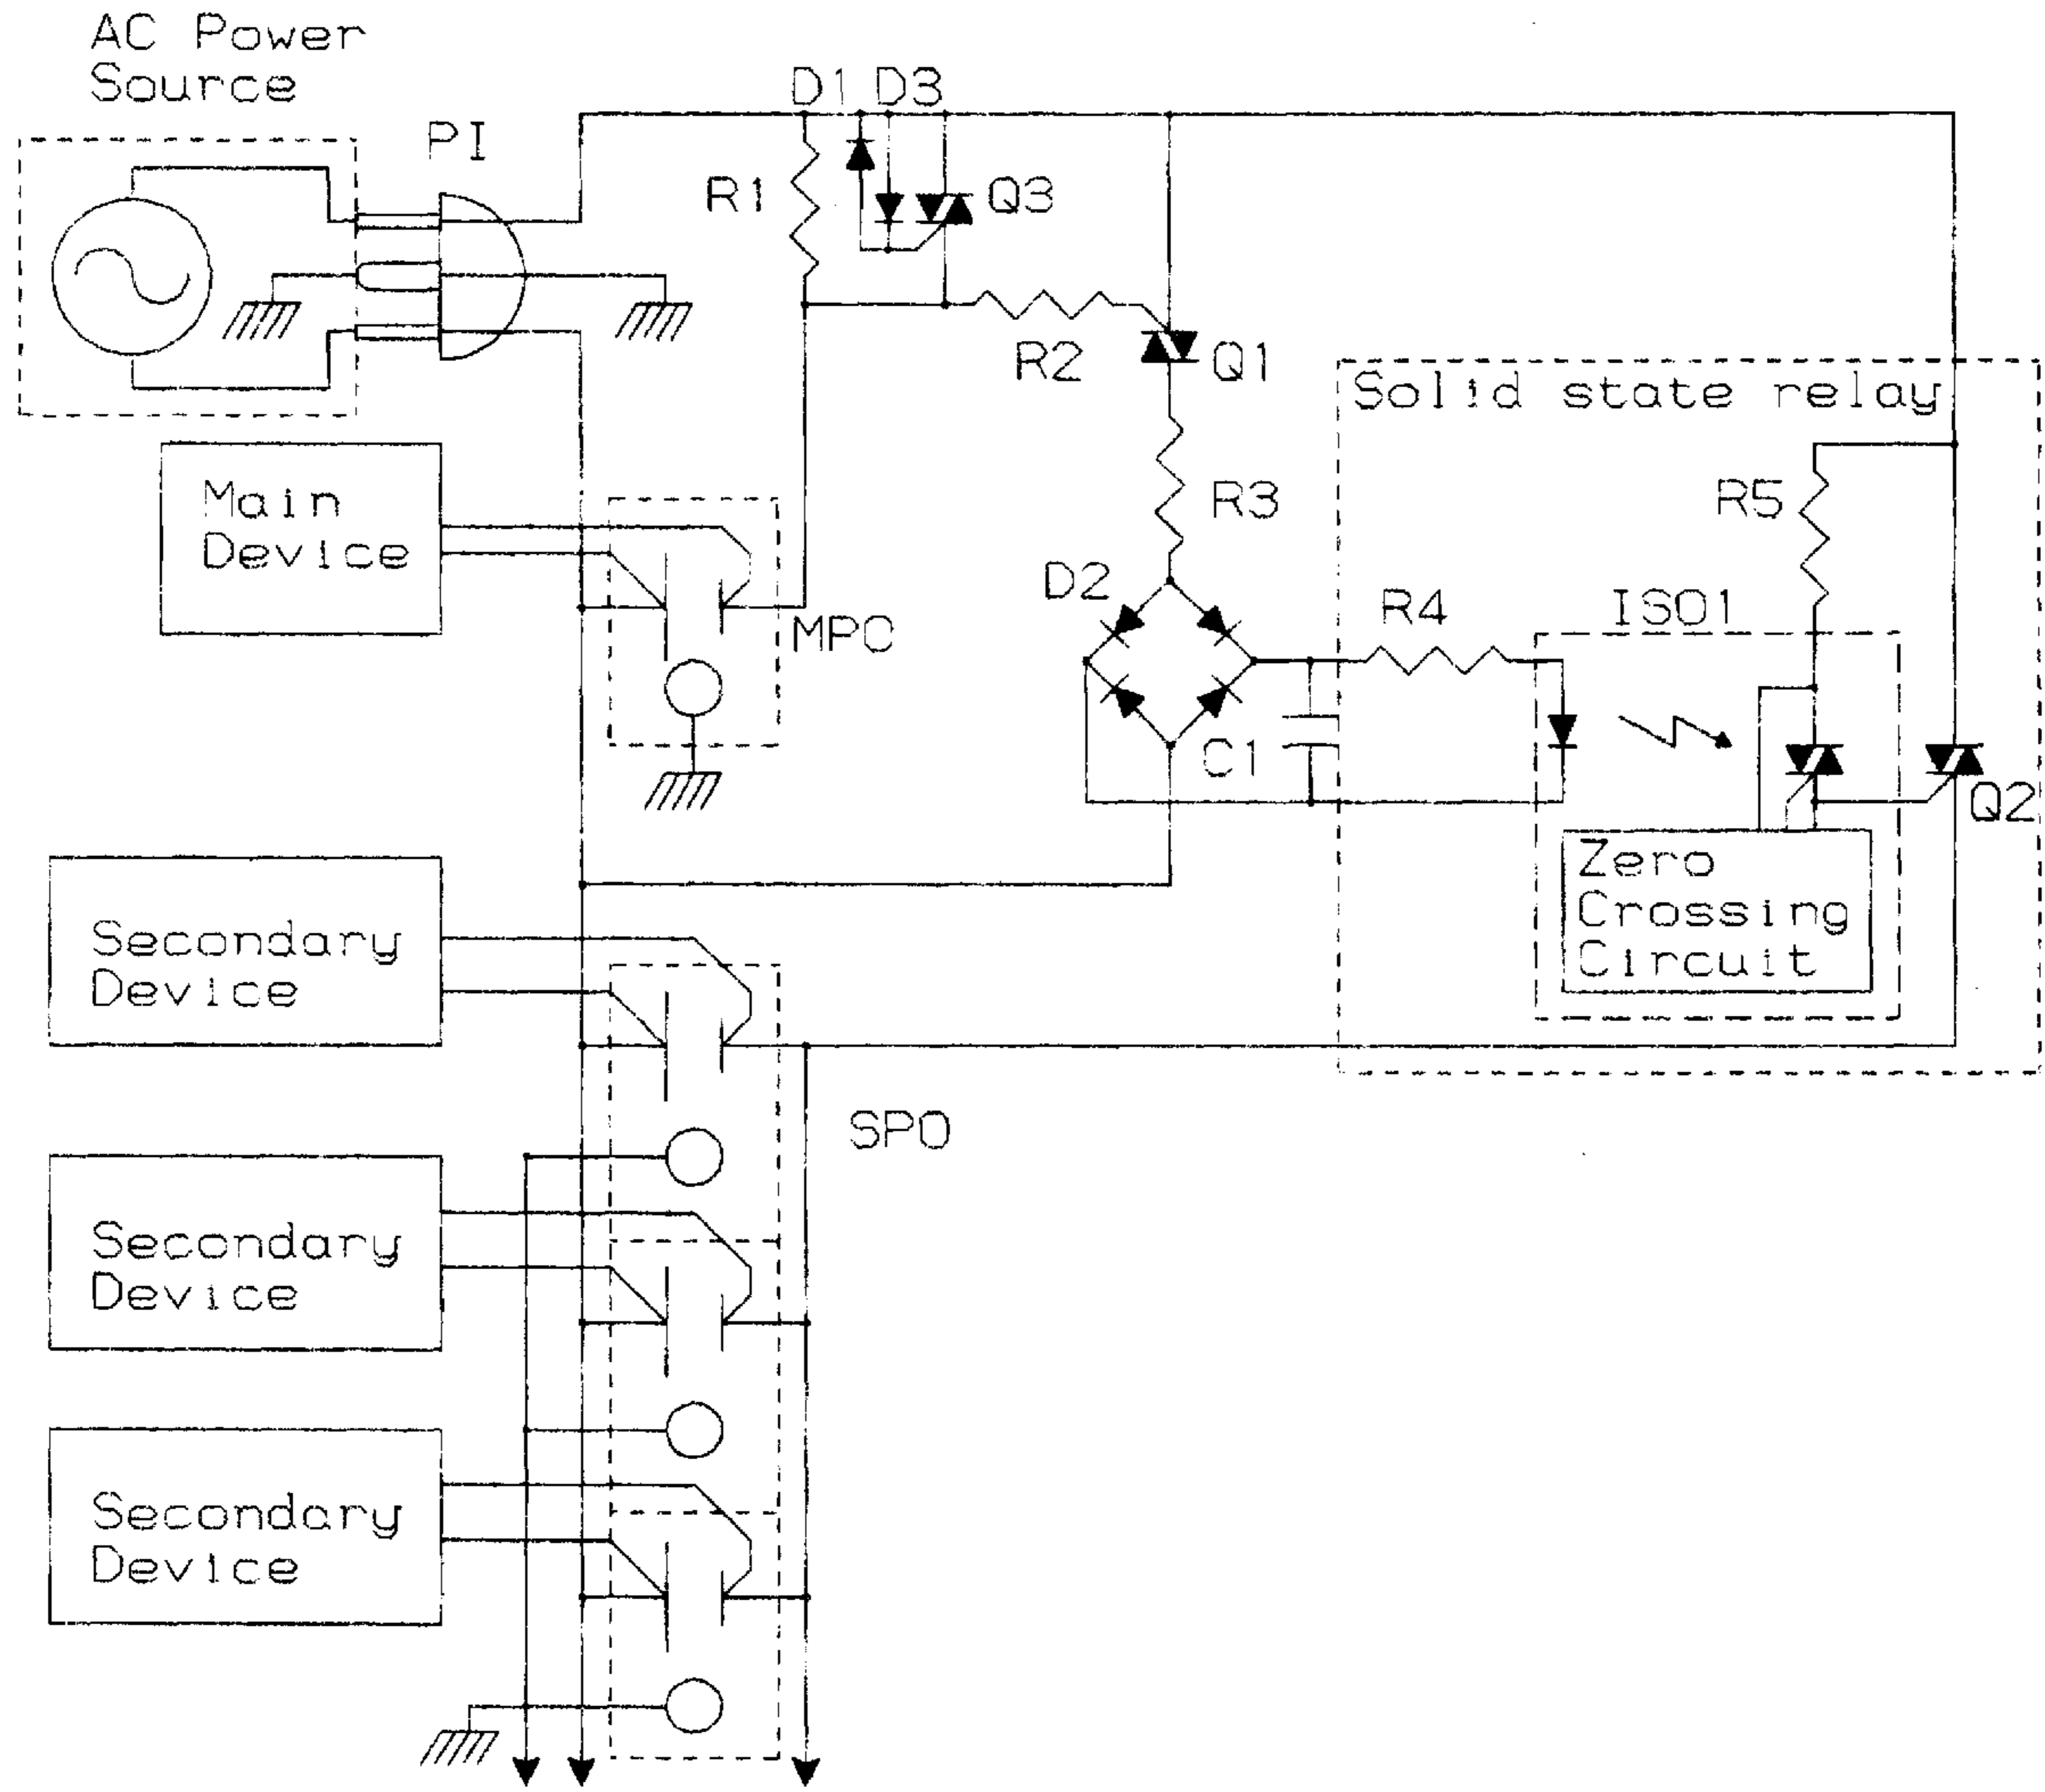 AC Power
Source
PI
D1 D3
R1
Q3
R2
Q1
Solid state relay
Main
Device
R3
R5
MPO
D2
R4
ISO1
C1
Q2
Zero
Crossing
Circuit
Secondary
Device
SPO
Secondary
Device
Secondary
Device